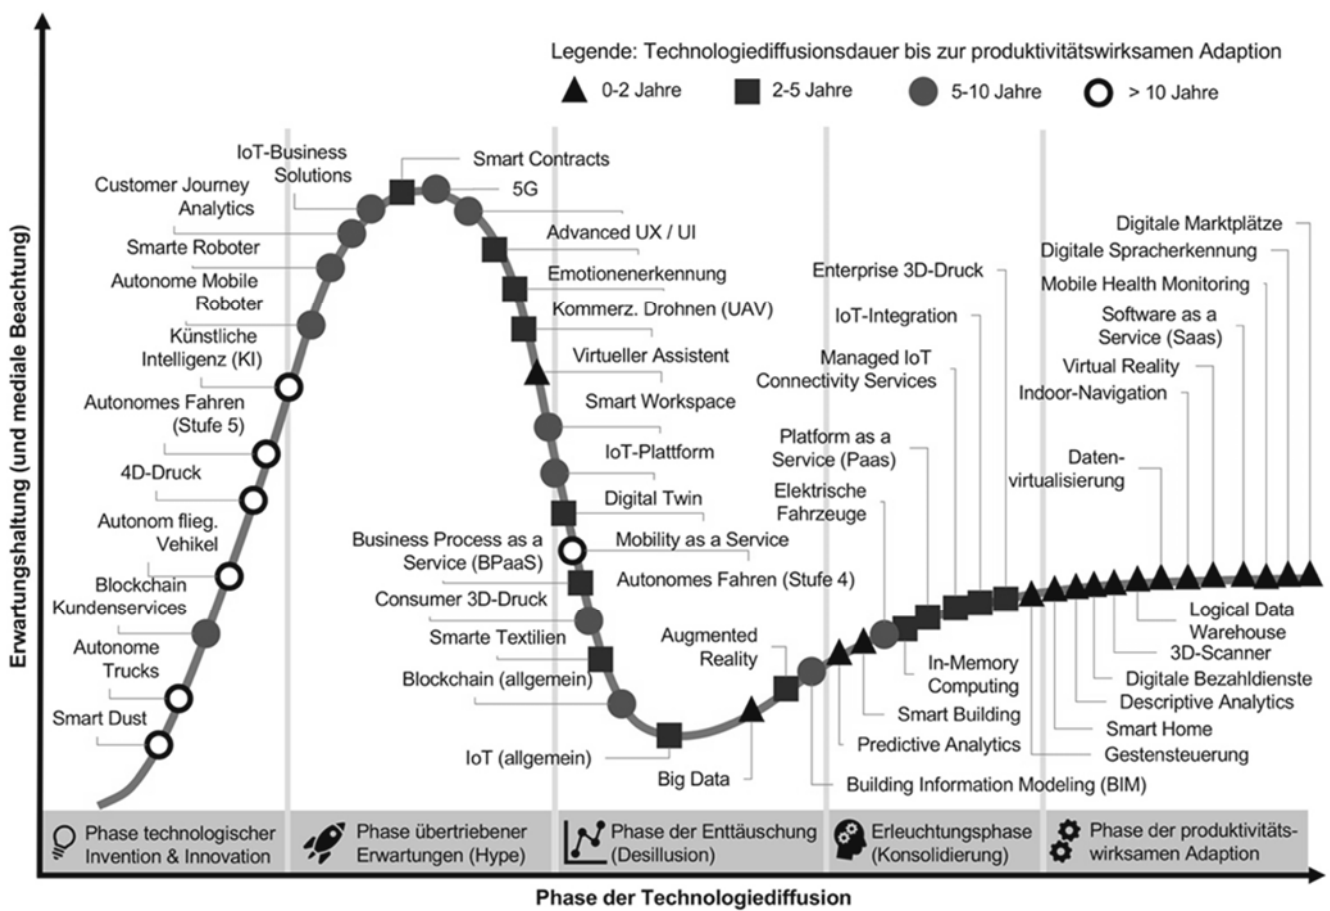 Legende: Technologiediffusionsdauer bis zur produktivitätswirksamen Adaption
0-2 Jahre
2-5 Jahre
5-10 Jahre
> 10 Jahre
Erwartungshaltung (und mediale Beachtung)
IoT-Business
Solutions
Customer Journey
Analytics
Smarte Roboter
Autonome Mobile
Roboter
Künstliche
Intelligenz (KI)
Autonomes Fahren
(Stufe 5)
4D-Druck
Autonom flieg.
Vehikel
Blockchain
Kundenservices
Autonome
Trucks
Smart Dust
Smart Contracts
5G
Advanced UX / UI
Emotionenerkennung
Kommerz. Drohnen (UAV)
Virtueller Assistent
Smart Workspace
IoT-Plattform
Digital Twin
Mobility as a Service
Autonomes Fahren (Stufe 4)
Business Process as a
Service (BPaaS)
Consumer 3D-Druck
Smarte Textilien
Blockchain (allgemein)
IoT (allgemein)
Big Data
Augmented
Reality
Enterprise 3D-Druck
IoT-Integration
Managed IoT
Connectivity Services
Platform as a
Service (Paas)
Elektrische
Fahrzeuge
In-Memory
Computing
Smart Building
Predictive Analytics
Building Information Modeling (BIM)
Digitale Marktplätze
Digitale Spracherkennung
Mobile Health Monitoring
Software as a
Service (Saas)
Virtual Reality
Indoor-Navigation
Daten-
virtualisierung
Logical Data
Warehouse
3D-Scanner
Digitale Bezahldienste
Descriptive Analytics
Smart Home
Gestensteuerung
Phase technologischer
Invention & Innovation
Phase übertriebener
Erwartungen (Hype)
Phase der Enttäuschung
(Desillusion)
Erleuchtungsphase
(Konsolidierung)
Phase der produktivitäts-
wirksamen Adaption
Phase der Technologiediffusion